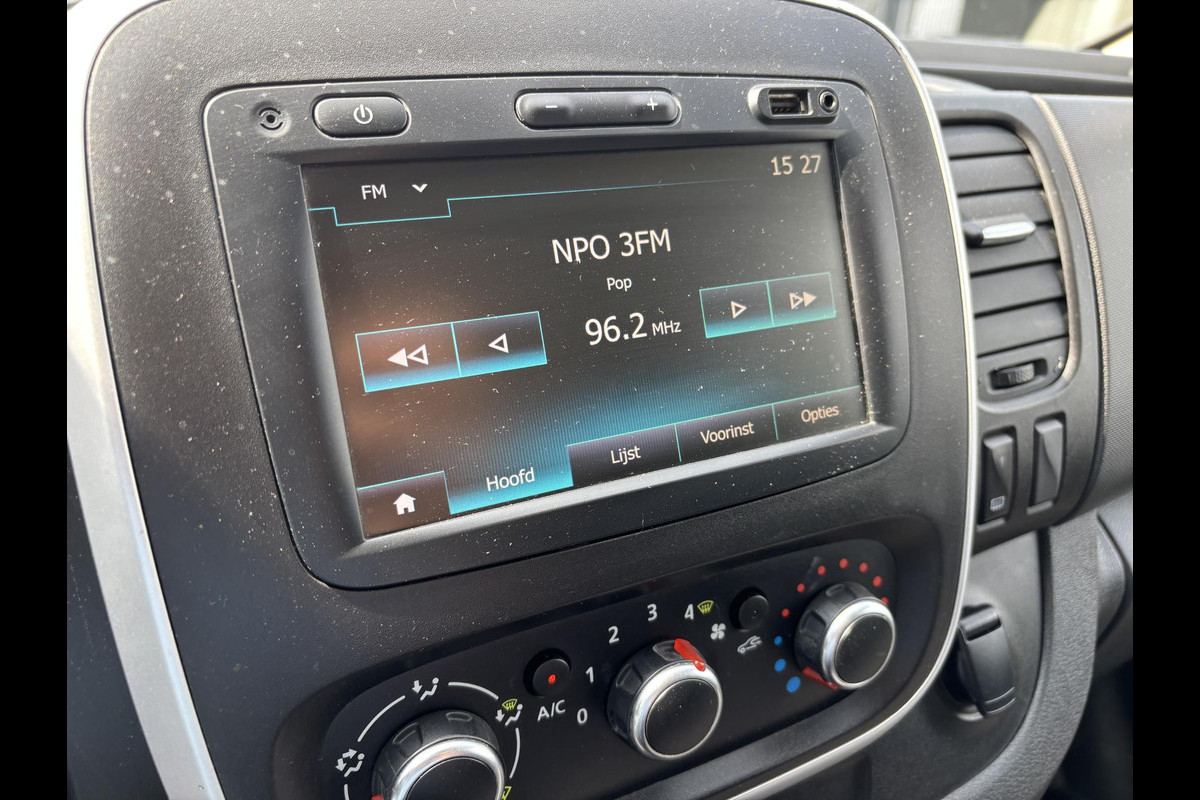 − +
FM 15 27
NPO 3FM
Pop
96.2 MHz
Hoofd Lijst Voorinst Opties
A/C 0 1 2 3 4